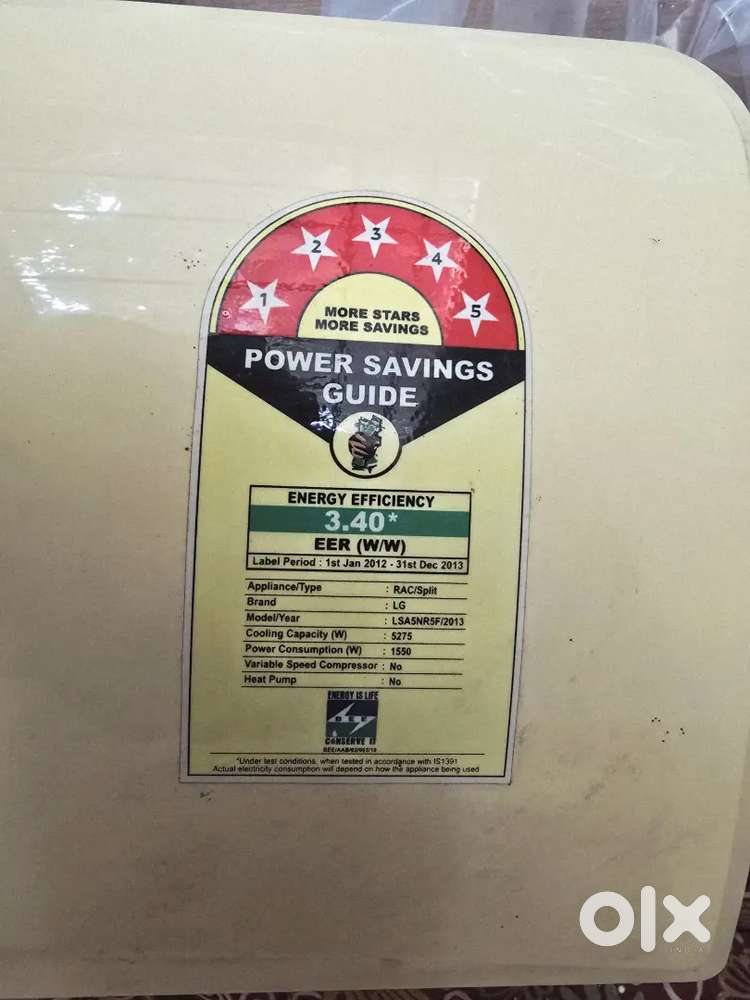 1 2 3 4 5
MORE STARS
MORE SAVINGS
POWER SAVINGS
GUIDE
ENERGY EFFICIENCY
3.40*
EER (W/W)
Label Period : 1st Jan 2012 - 31st Dec 2013
Appliance/Type : RAC/Split
Brand : LG
Model/Year : LSA5NR5F/2013
Cooling Capacity (W) : 5275
Power Consumption (W) : 1550
Variable Speed Compressor : No
Heat Pump : No
ENERGY IS LIFE
BEE
CONSERVE IT
*Under test conditions, when tested in accordance with IS1391
Actual electricity consumption will depend on how the appliance being used
olx
INDIA